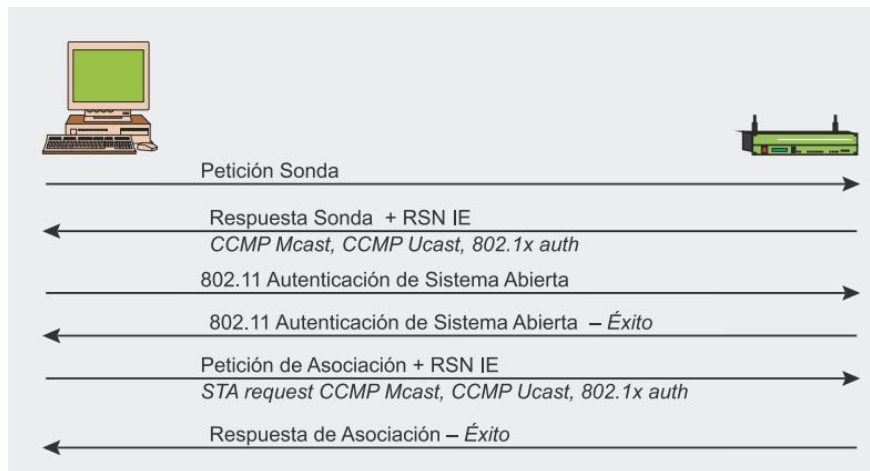 Petición Sonda
Respuesta Sonda + RSN IE
CCMP Mcast, CCMP Ucast, 802.1x auth
802.11 Autenticación de Sistema Abierta
802.11 Autenticación de Sistema Abierta – Éxito
Petición de Asociación + RSN IE
STA request CCMP Mcast, CCMP Ucast, 802.1x auth
Respuesta de Asociación – Éxito